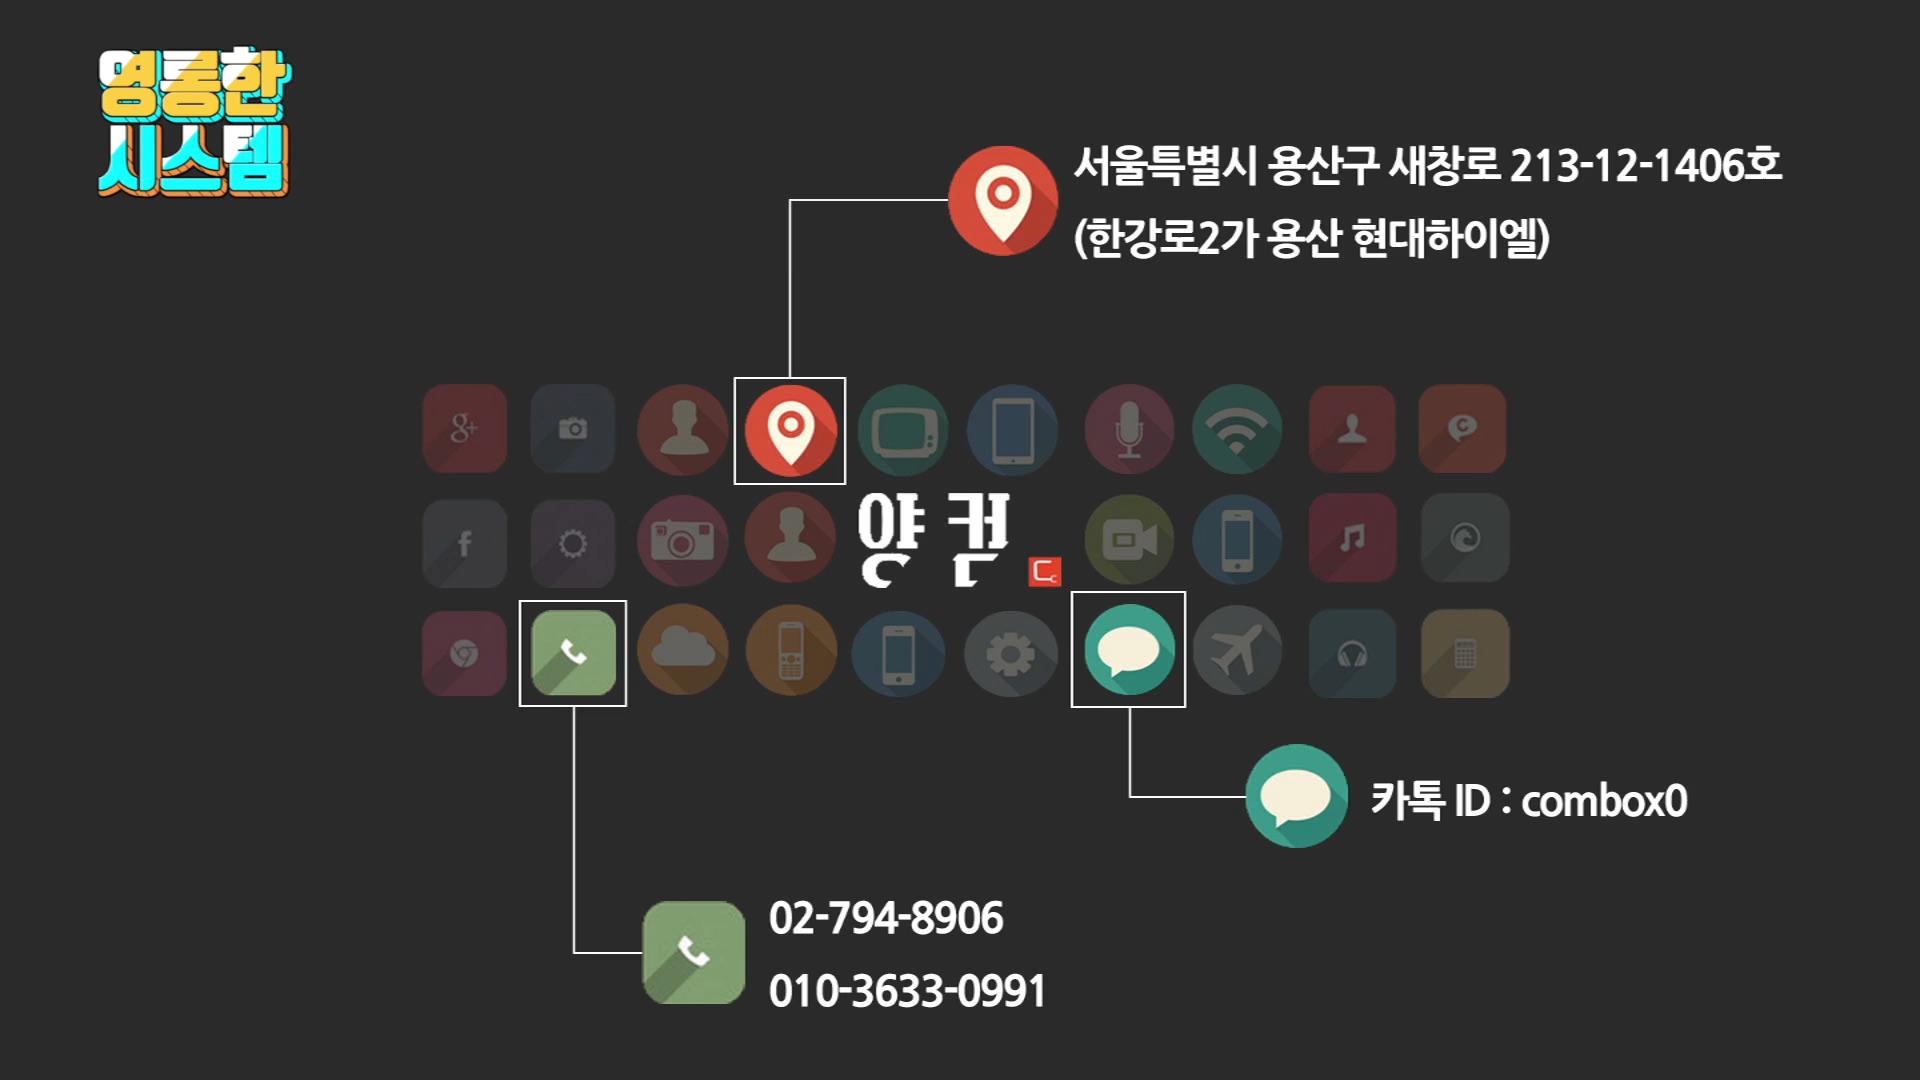 영롱한
시스템
서울특별시 용산구 새창로 213-12-1406호
(한강로2가 용산 현대하이엘)
g+
f
양컴
카톡 ID : combox0
02-794-8906
010-3633-0991